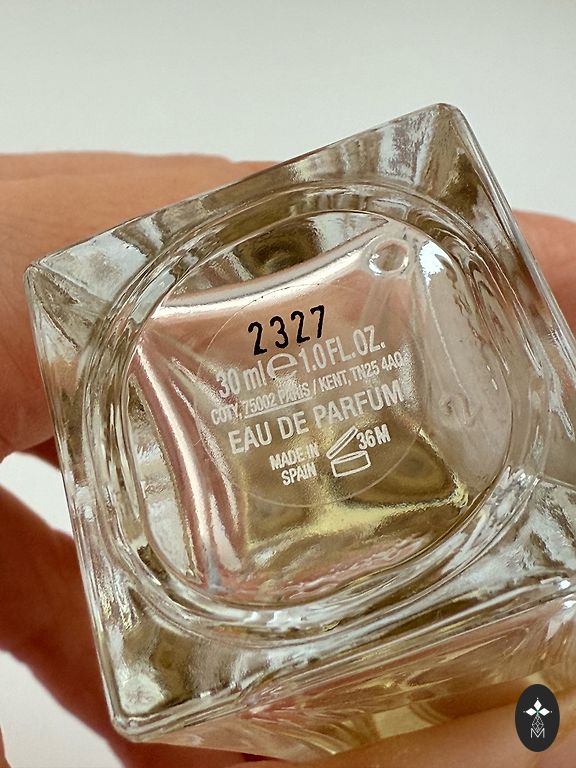 2327
30 ml e 1.0 FL.OZ.
COTY, 75002 PARIS / KENT, TN25 4AQ
EAU DE PARFUM
MADE IN
SPAIN
36M
M